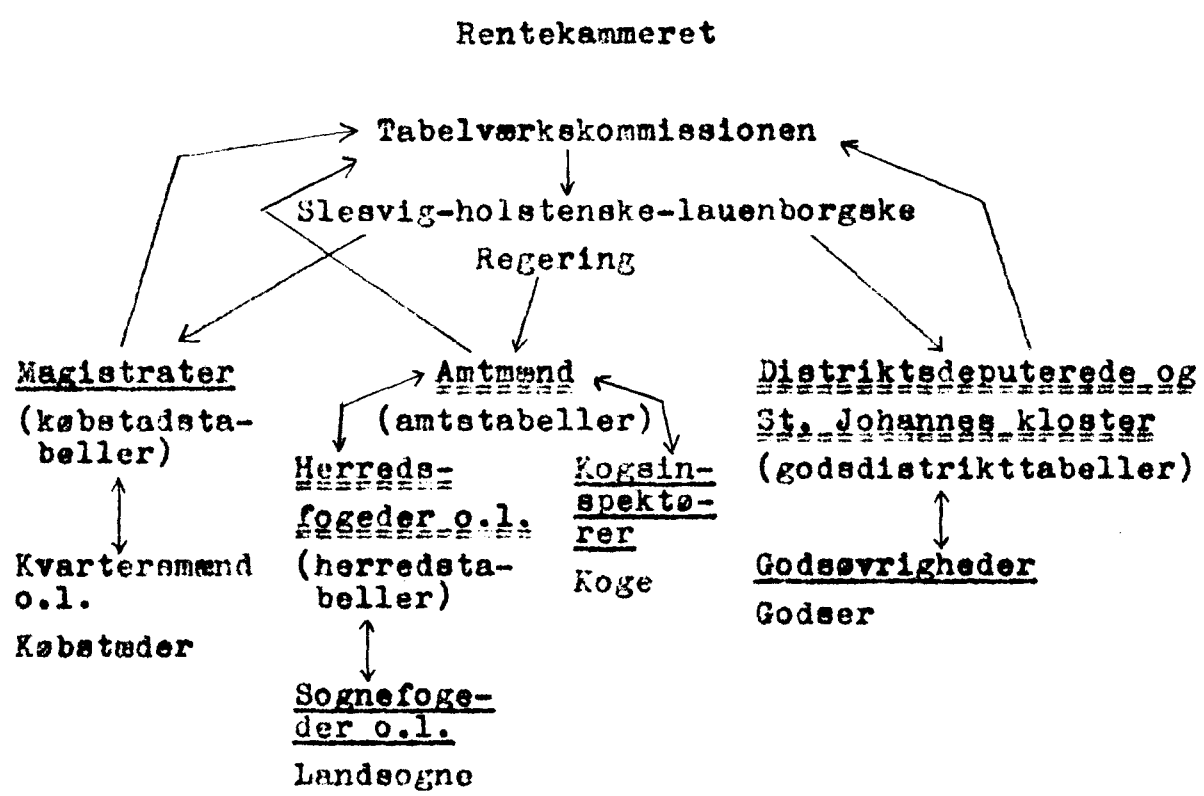 Rentekammeret
Tabelværkskommissionen
Slesvig-holstenske-lauenborgske
Regering
Magistrater
(købstadsta-
beller)
Kvartersmænd
o.l.
Købstæder
Amtmænd
(amtstabeller)
Herreds-
fogeder o.l.
(herredsta-
beller)
Sognefoge-
der o.l.
Landsogne
Kogsin-
spektø-
rer
Koge
Distriktsdeputerede og
St. Johannes kloster
(godsdistrikttabeller)
Godsøvrigheder
Godser